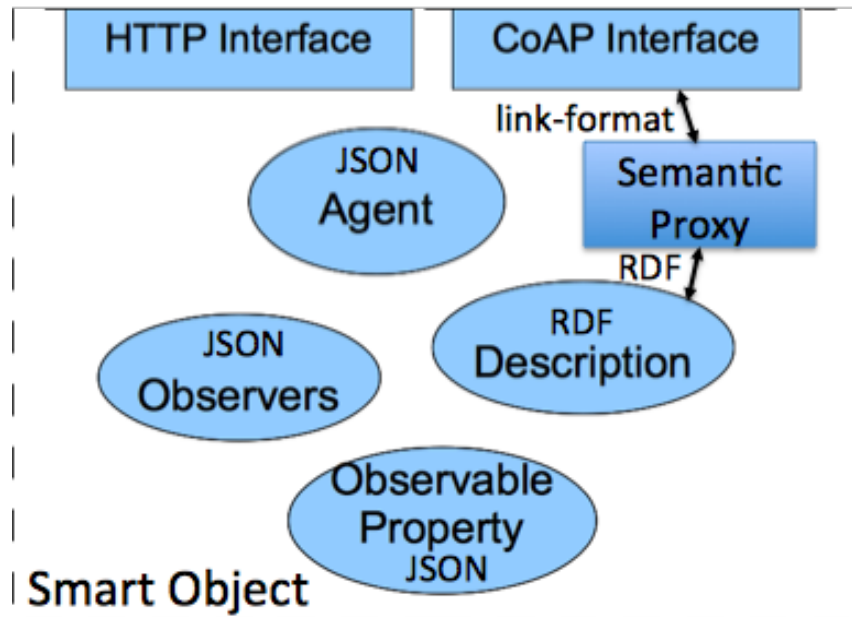 HTTP Interface
CoAP Interface
link-format
JSON
Agent
Semantic
Proxy
RDF
JSON
Observers
RDF
Description
Observable
Property
JSON
Smart Object